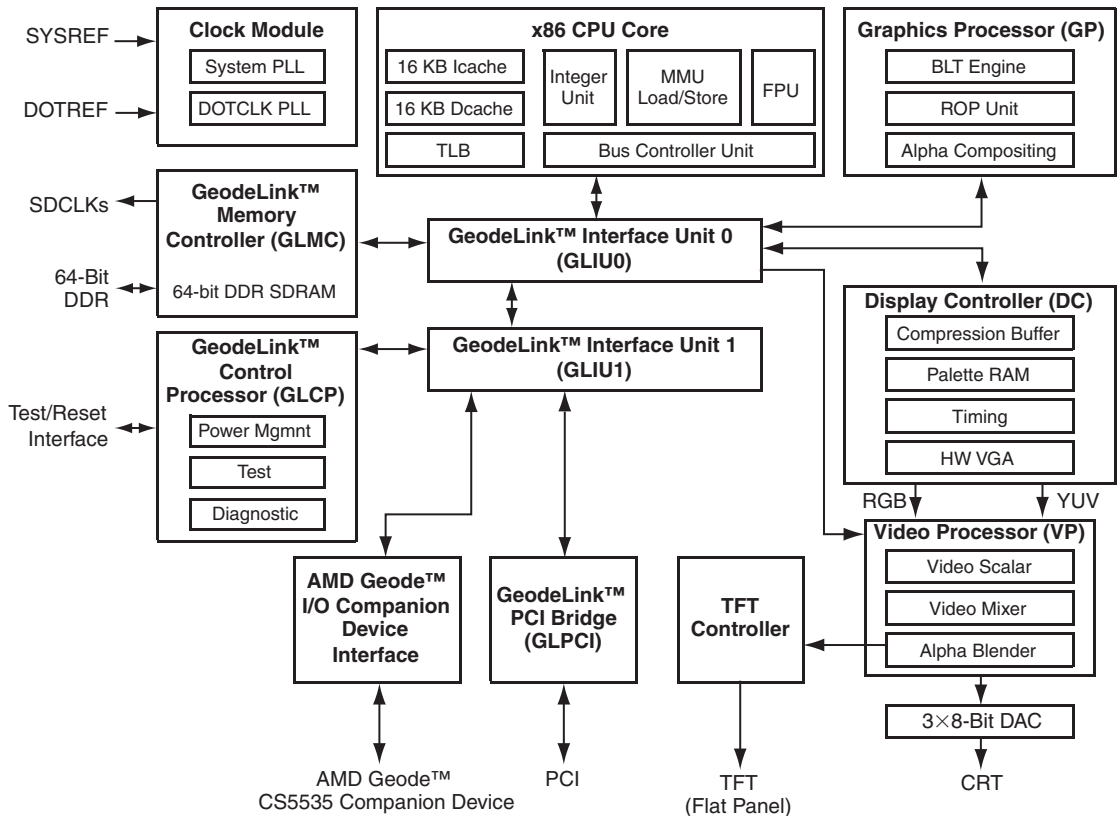 SYSREF
DOTREF
Clock Module
System PLL
DOTCLK PLL
x86 CPU Core
16 KB Icache
16 KB Dcache
TLB
Integer
Unit
MMU
Load/Store
FPU
Bus Controller Unit
Graphics Processor (GP)
BLT Engine
ROP Unit
Alpha Compositing
SDCLKs
64-Bit
DDR
GeodeLink™
Memory
Controller (GLMC)
64-bit DDR SDRAM
GeodeLink™ Interface Unit 0
(GLIU0)
GeodeLink™ Interface Unit 1
(GLIU1)
Display Controller (DC)
Compression Buffer
Palette RAM
Timing
HW VGA
Test/Reset
Interface
GeodeLink™
Control
Processor (GLCP)
Power Mgmnt
Test
Diagnostic
RGB
YUV
Video Processor (VP)
Video Scalar
Video Mixer
Alpha Blender
AMD Geode™
I/O Companion
Device
Interface
GeodeLink™
PCI Bridge
(GLPCI)
TFT
Controller
3×8-Bit DAC
AMD Geode™
CS5535 Companion Device
PCI
TFT
(Flat Panel)
CRT